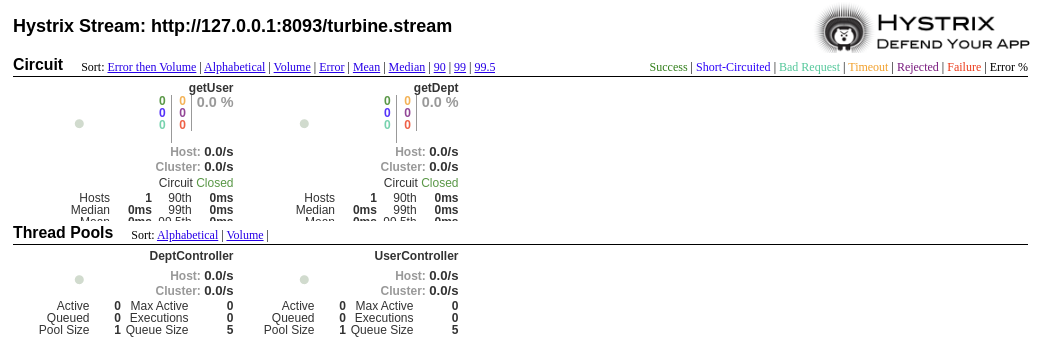 Hystrix Stream: http://127.0.0.1:8093/turbine.stream
HYSTRIX
DEFEND YOUR APP
Circuit Sort: Error then Volume | Alphabetical | Volume | Error | Mean | Median | 90 | 99 | 99.5 Success | Short-Circuited | Bad Request | Timeout | Rejected | Failure | Error %
getUser getDept
0 0 0.0 % 0 0 0.0 %
0 0 0 0
0 0 0 0
Host: 0.0/s Host: 0.0/s
Cluster: 0.0/s Cluster: 0.0/s
Circuit Closed Circuit Closed
Hosts 1 90th 0ms Hosts 1 90th 0ms
Median 0ms 99th 0ms Median 0ms 99th 0ms
Mean 0ms 99.5th 0ms Mean 0ms 99.5th 0ms
Thread Pools Sort: Alphabetical | Volume |
DeptController UserController
Host: 0.0/s Host: 0.0/s
Cluster: 0.0/s Cluster: 0.0/s
Active 0 Max Active 0 Active 0 Max Active 0
Queued 0 Executions 0 Queued 0 Executions 0
Pool Size 1 Queue Size 5 Pool Size 1 Queue Size 5